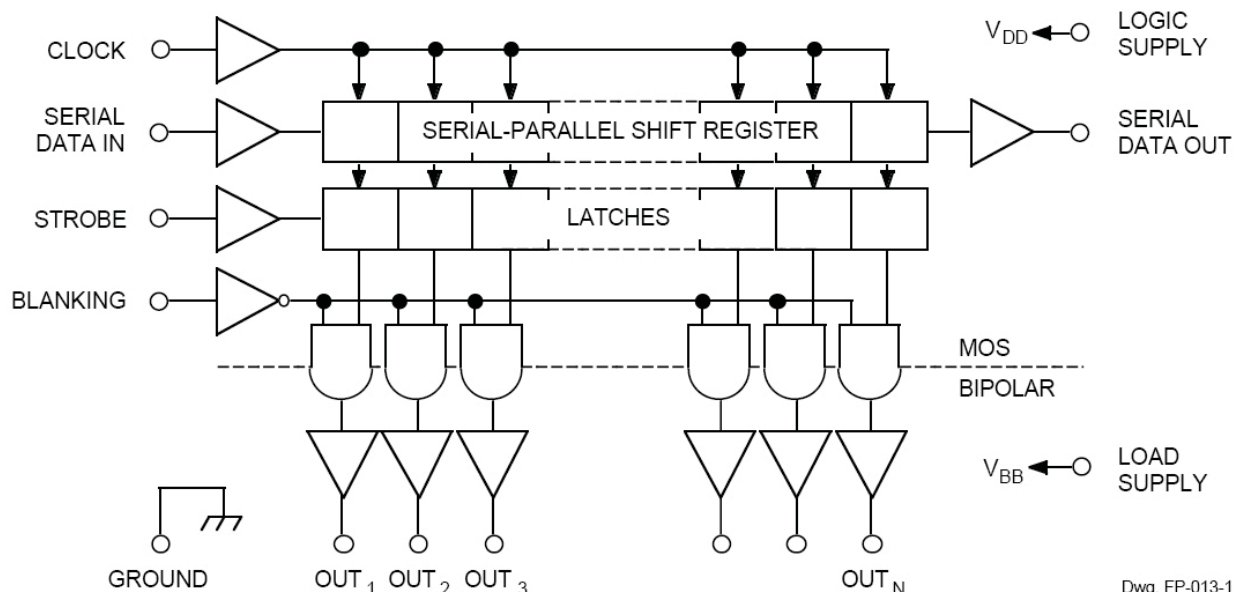 CLOCK
SERIAL
DATA IN
STROBE
BLANKING
SERIAL-PARALLEL SHIFT REGISTER
LATCHES
V_DD
LOGIC
SUPPLY
SERIAL
DATA OUT
MOS
BIPOLAR
V_BB
LOAD
SUPPLY
GROUND
OUT_1 OUT_2 OUT_3
OUT_N
Dwg. FP-013-1